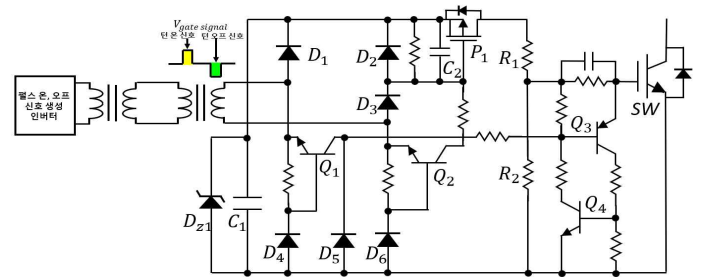 V_gate signal
턴 온 신호 턴 오프 신호
펄스 온, 오프
신호 생성
인버터
D_1
D_2
D_3
C_2
P_1
R_1
SW
Q_1
Q_2
R_2
Q_3
Q_4
D_z1
C_1
D_4
D_5
D_6